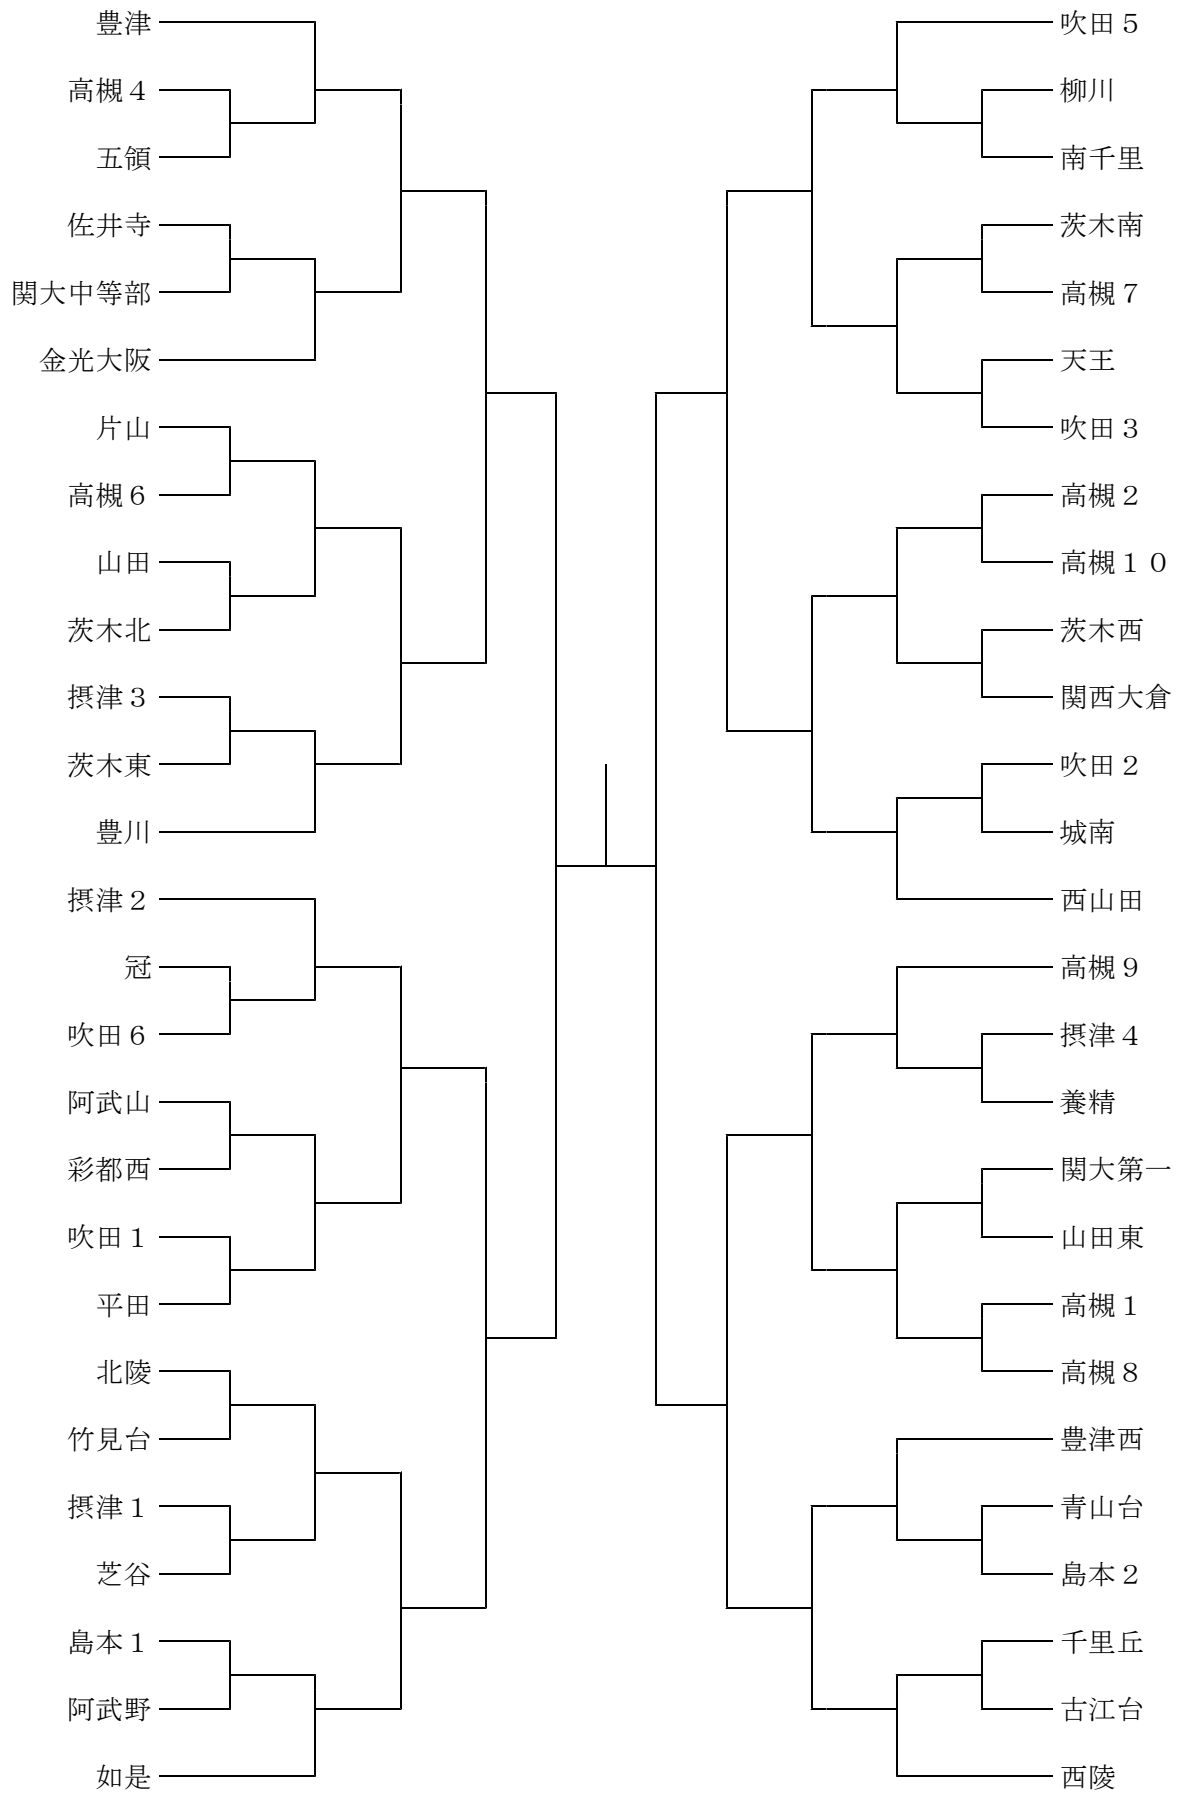 豊津
高槻４
五領
佐井寺
関大中等部
金光大阪
片山
高槻６
山田
茨木北
摂津３
茨木東
豊川
摂津２
冠
吹田６
阿武山
彩都西
吹田１
平田
北陵
竹見台
摂津１
芝谷
島本１
阿武野
如是
吹田５
柳川
南千里
茨木南
高槻７
天王
吹田３
高槻２
高槻１０
茨木西
関西大倉
吹田２
城南
西山田
高槻９
摂津４
養精
関大第一
山田東
高槻１
高槻８
豊津西
青山台
島本２
千里丘
古江台
西陵